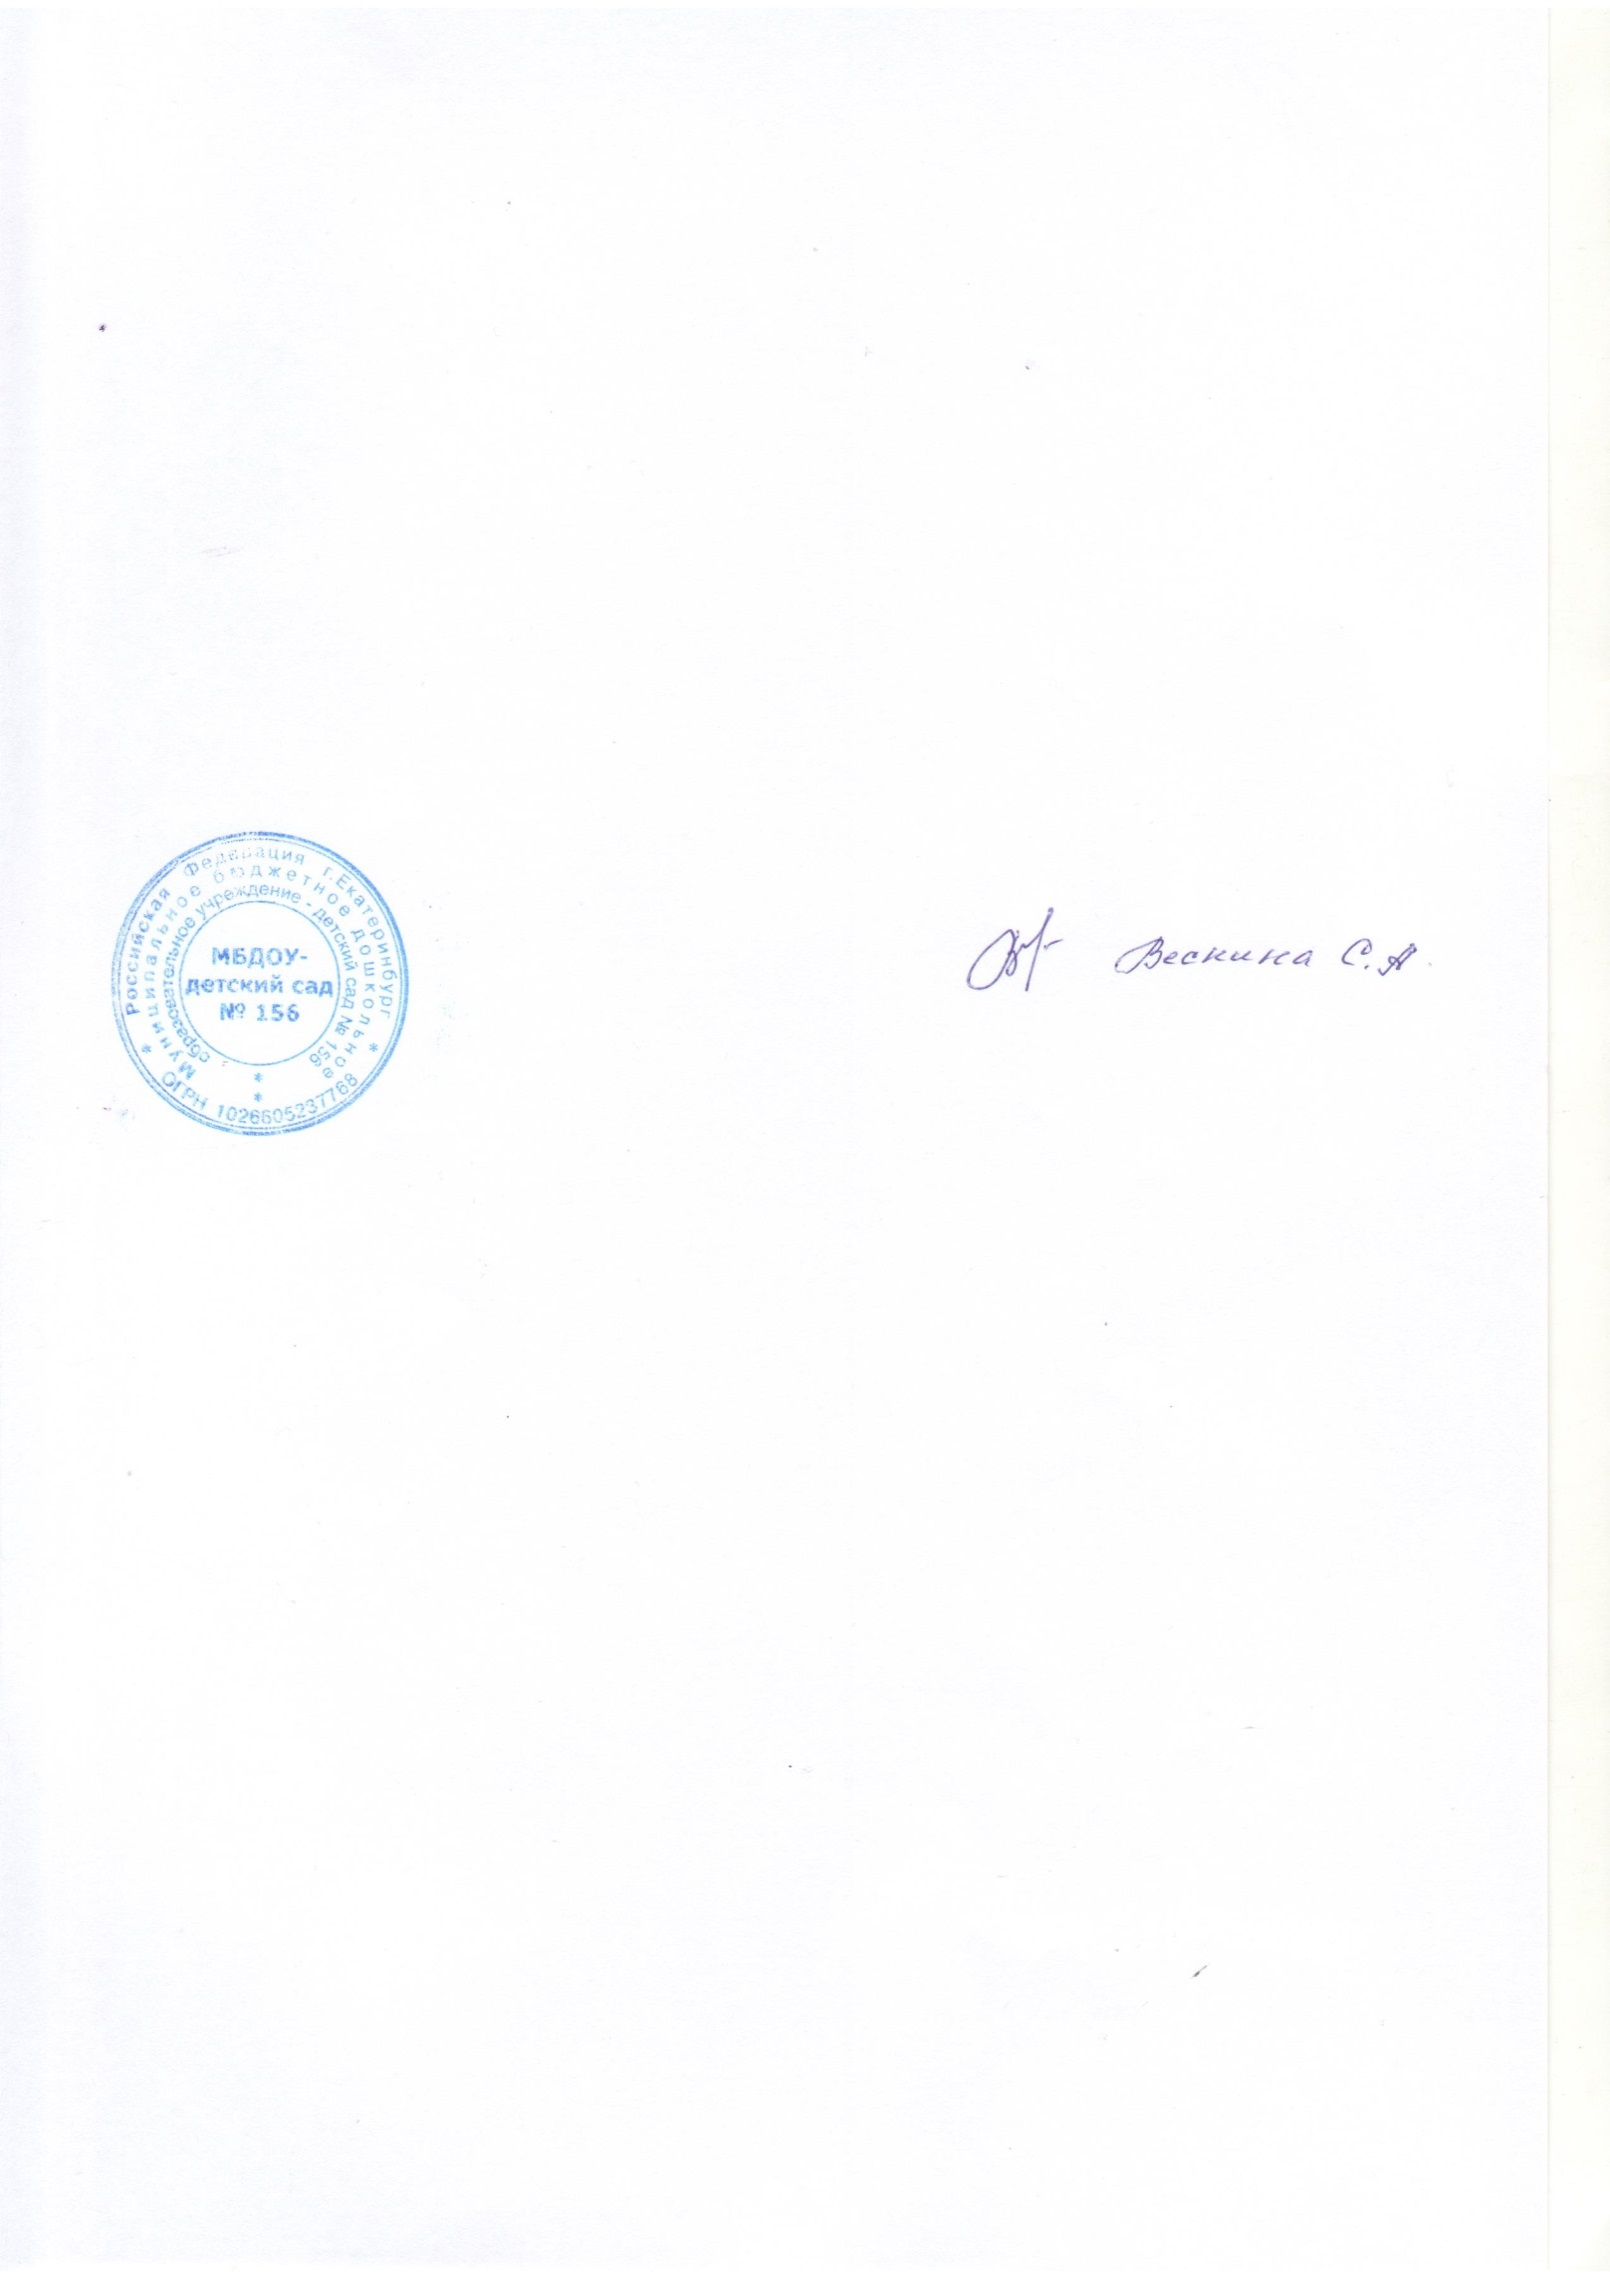 Российская Федерация г.Екатеринбург
Муниципальное бюджетное дошкольное
образовательное учреждение - детский сад № 156
МБДОУ-
детский сад
№ 156
ОГРН 1026605237768
Вескина С.А.